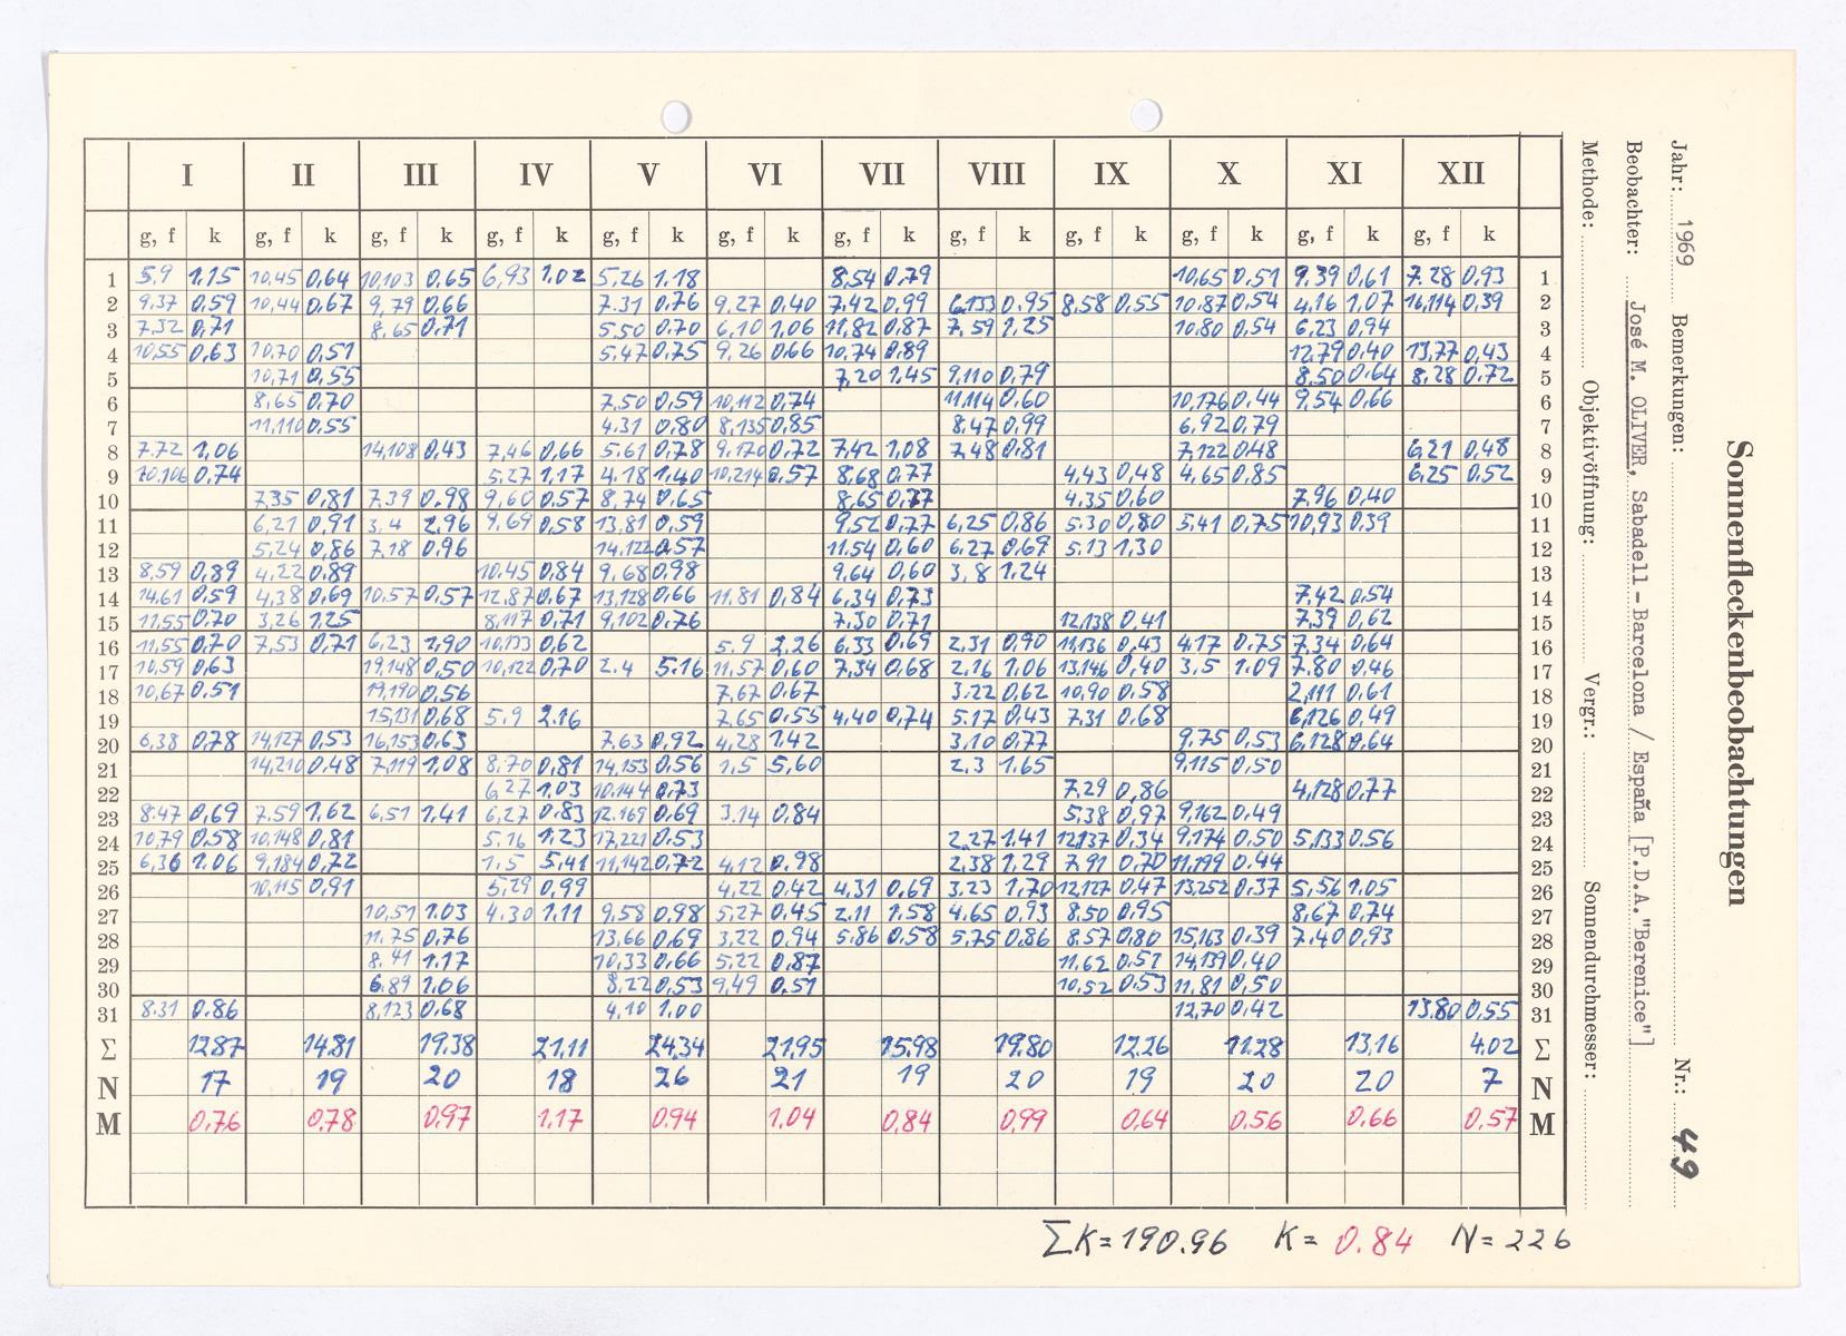 Sonnenfleckenbeobachtungen
Jahr: 1969 Bemerkungen: Nr.: 49
Beobachter: José M. OLIVER, Sabadell-Barcelona / España [P.D.A."Berenice"]
Methode: Objektivöffnung: Vergr.: Sonnendurchmesser:
I II III IV V VI VII VIII IX X XI XII
g, f k g, f k g, f k g, f k g, f k g, f k g, f k g, f k g, f k g, f k g, f k g, f k
1 5.9 1,15 10,45 0,64 10,103 0,65 6,93 1.02 5,26 1.18 8,54 0,79 10,65 0,51 9.39 0,61 7.28 0,93 1
2 9.37 0,59 10,44 0,67 9,79 0,66 7.31 0,76 9,27 0,40 7,42 0,99 6,133 0,95 8.58 0,55 10.87 0,54 4,16 1,07 16,114 0,39 2
3 7,32 0,71 8,65 0,71 5.50 0.70 6,10 1,06 11,82 0,87 7,59 1,25 10.80 0,54 6,23 0,94 3
4 10,55 0,63 10,70 0,51 5,47 0,75 9,26 0,66 10,74 0,89 12,79 0,40 13,77 0,43 4
5 10,71 0,55 7,20 1.45 9,110 0,79 8,50 0,64 8,28 0,72 5
6 8,65 0,70 7.50 0,59 10,112 0,74 11,114 0,60 10,176 0,44 9,54 0,66 6
7 11,110 0,55 4.31 0,80 8,135 0,85 8,47 0,99 6,92 0,79 7
8 7.72 1,06 14,108 0,43 7,46 0,66 5,61 0,78 9,170 0,72 7,42 1,08 7,48 0,81 7,122 0,48 6,21 0,48 8
9 10.106 0,74 5,27 1,17 4,18 1,40 10,214 0,57 8,68 0,77 4,43 0,48 4,65 0,85 6,25 0,52 9
10 7,35 0,81 7.39 0,98 9,60 0.57 8,74 0,65 8,65 0,77 4,35 0,60 7,96 0,40 10
11 6,21 0,91 3,4 2,96 9,69 0,58 13,81 0,59 9,52 0,77 6,25 0,86 5.30 0,80 5,41 0,75 10,93 0,39 11
12 5,24 0,86 7,18 0,96 14,122 0,57 11,54 0,60 6,27 0,69 5,13 1,30 12
13 8.59 0,89 4,22 0,89 10.45 0,84 9,68 0,98 9,64 0,60 3,8 1.24 13
14 14,61 0,59 4,38 0,69 10.57 0,57 12,87 0,67 13,128 0,66 11.81 0,84 6,34 0,73 7,42 0,54 14
15 11,55 0,70 3,26 1,25 8,117 0,71 9,102 0,76 7,30 0,71 12,138 0,41 7,39 0,62 15
16 11,55 0,70 7,53 0,71 6,23 1,90 10,133 0,62 5.9 2,26 6,33 0,69 2,31 0,90 11,136 0,43 4,17 0,75 7,34 0,64 16
17 10,59 0,63 19,148 0,50 10,122 0,70 2.4 5.16 11,57 0,60 7,34 0,68 2,16 1,06 13,146 0,40 3,5 1.09 7.80 0,46 17
18 10,67 0,51 19,190 0,56 7,67 0,67 3.22 0,62 10,90 0.58 2,111 0,61 18
19 15,131 0,68 5.9 2.16 7,65 0,55 4,40 0,74 5.17 0,43 7,31 0,68 6,126 0,49 19
20 6,38 0,78 14,127 0,53 16,153 0,63 7,63 0,92 4,28 1,42 3,10 0,77 9,75 0,53 6,128 0,64 20
21 14,210 0,48 7,119 1,08 8,70 0,81 14,153 0,56 1,5 5,60 2,3 1.65 9,115 0,50 21
22 6,27 1,03 10,144 0,73 7.29 0,86 4,128 0,77 22
23 8.47 0,69 7.59 1,62 6,51 1,41 6,27 0,83 12.169 0,69 3.14 0,84 5,38 0,97 9,162 0,49 23
24 10,79 0,58 10,148 0,81 5.16 1,23 17,221 0,53 2,27 1.41 12,137 0,34 9,174 0,50 5,133 0,56 24
25 6,36 1.06 9,184 0,72 1,5 5,41 11,142 0,72 4,12 0.98 2,38 1,29 7,91 0,70 11,199 0.44 25
26 10,115 0,91 5,29 0,99 4,22 0,42 4,31 0,69 3.23 1,70 12,127 0,47 13,252 0,37 5,56 1.05 26
27 10,51 1.03 4.30 1,11 9,58 0,98 5,27 0,45 2.11 1.58 4.65 0,93 8,50 0,95 8,67 0,74 27
28 11,75 0,76 13,66 0,69 3,22 0,94 5.86 0,58 5,75 0,86 8,57 0,80 15,163 0,39 7,40 0,93 28
29 8,41 1.17 10,33 0,66 5,22 0,87 11,62 0,51 14,139 0,40 29
30 6.89 1,06 8,22 0,53 9,49 0,51 10,52 0,53 11,81 0,50 30
31 8.31 0.86 8,123 0,68 4,10 1,00 12,70 0,42 13,80 0,55 31
Σ 12.87 14.81 19,38 21,11 24,34 21,95 15,98 19,80 12,26 11.28 13,16 4.02 Σ
N 17 19 20 18 26 21 19 20 19 20 20 7 N
M 0,76 0,78 0,97 1,17 0,94 1.04 0,84 0,99 0,64 0.56 0,66 0,57 M
ΣK=190.96 K= 0.84 N=226